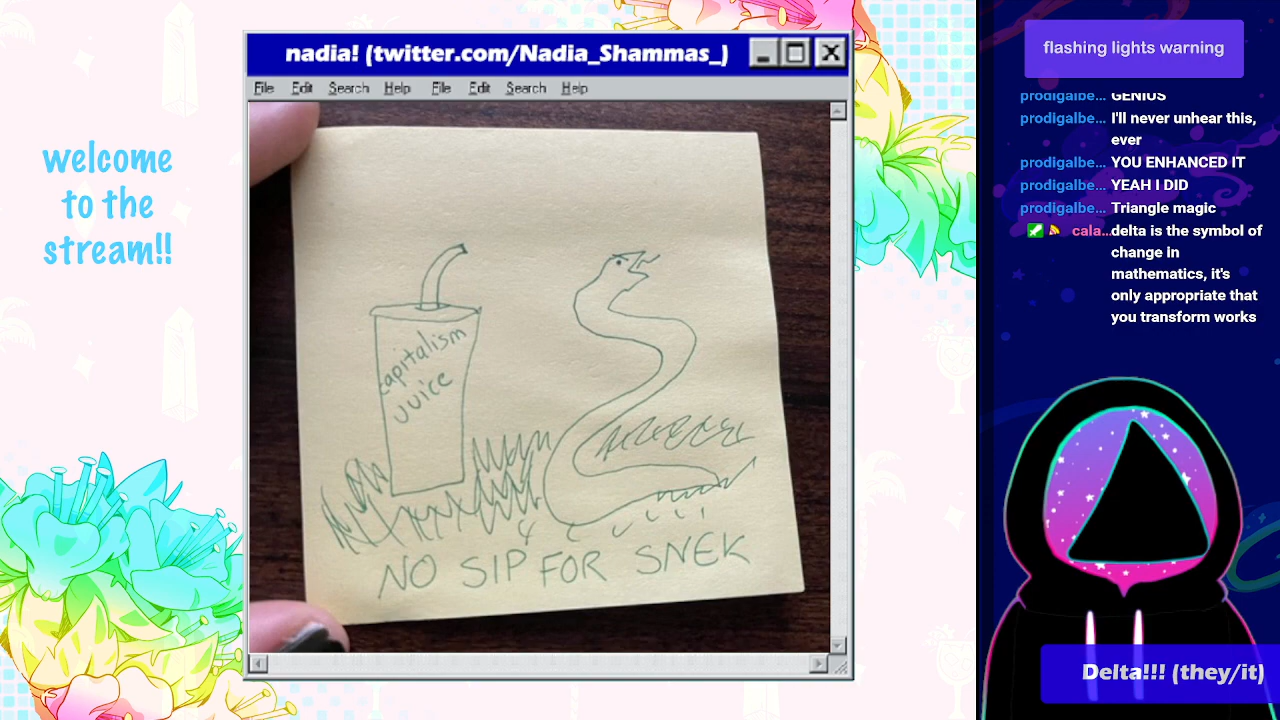 welcome
to the
stream!!
nadia! (twitter.com/Nadia_Shammas_)
File Edit Search Help File Edit Search Help
capitalism
juice
NO SIP FOR SNEK
flashing lights warning
prodigalbe... GENIUS
prodigalbe... I'll never unhear this,
ever
prodigalbe... YOU ENHANCED IT
prodigalbe... YEAH I DID
prodigalbe... Triangle magic
cala... delta is the symbol of
change in
mathematics, it's
only appropriate that
you transform works
Delta!!! (they/it)